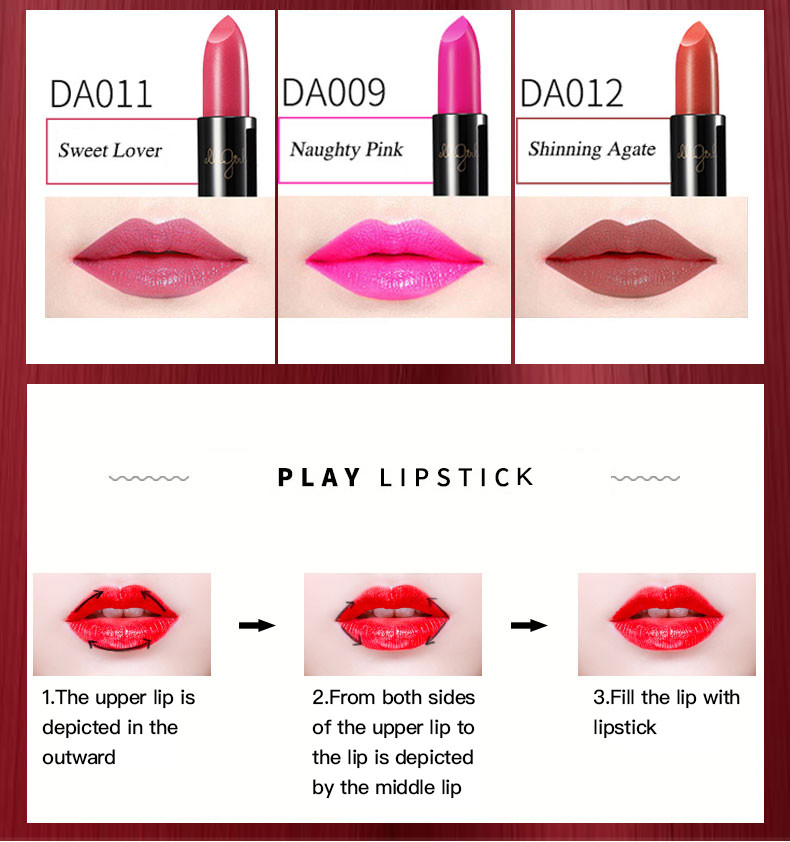 DA011
Sweet Lover
DA009
Naughty Pink
DA012
Shinning Agate
PLAY LIPSTICK
1.The upper lip is
depicted in the
outward
2.From both sides
of the upper lip to
the lip is depicted
by the middle lip
3.Fill the lip with
lipstick